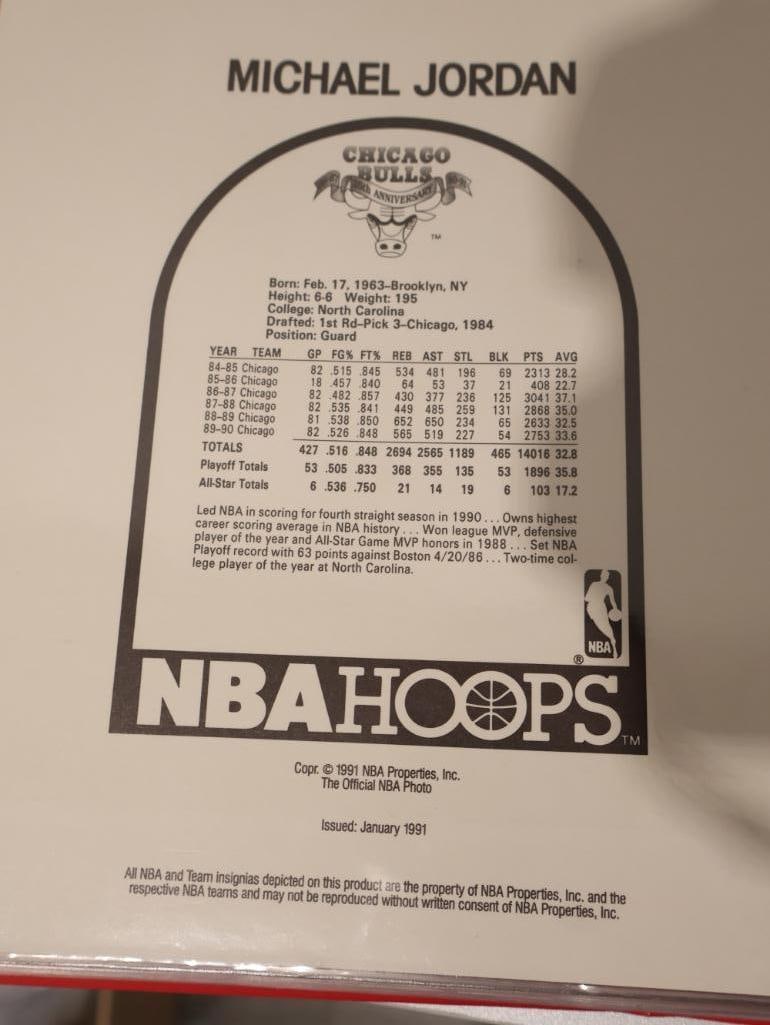 MICHAEL JORDAN
CHICAGO
BULLS
25th ANNIVERSARY
TM
Born: Feb. 17, 1963–Brooklyn, NY
Height: 6-6 Weight: 195
College: North Carolina
Drafted: 1st Rd–Pick 3–Chicago, 1984
Position: Guard
YEAR TEAM GP FG% FT% REB AST STL BLK PTS AVG
84-85 Chicago 82 .515 .845 534 481 196 69 2313 28.2
85-86 Chicago 18 .457 .840 64 53 37 21 408 22.7
86-87 Chicago 82 .482 .857 430 377 236 125 3041 37.1
87-88 Chicago 82 .535 .841 449 485 259 131 2868 35.0
88-89 Chicago 81 .538 .850 652 650 234 65 2633 32.5
89-90 Chicago 82 .526 .848 565 519 227 54 2753 33.6
TOTALS 427 .516 .848 2694 2565 1189 465 14016 32.8
Playoff Totals 53 .505 .833 368 355 135 53 1896 35.8
All-Star Totals 6 .536 .750 21 14 19 6 103 17.2
Led NBA in scoring for fourth straight season in 1990 . . . Owns highest
career scoring average in NBA history . . . Won league MVP, defensive
player of the year and All-Star Game MVP honors in 1988 . . . Set NBA
Playoff record with 63 points against Boston 4/20/86 . . . Two-time col-
lege player of the year at North Carolina.
NBA
®
NBA HOOPS
TM
Copr. © 1991 NBA Properties, Inc.
The Official NBA Photo
Issued: January 1991
All NBA and Team insignias depicted on this product are the property of NBA Properties, Inc. and the
respective NBA teams and may not be reproduced without written consent of NBA Properties, Inc.